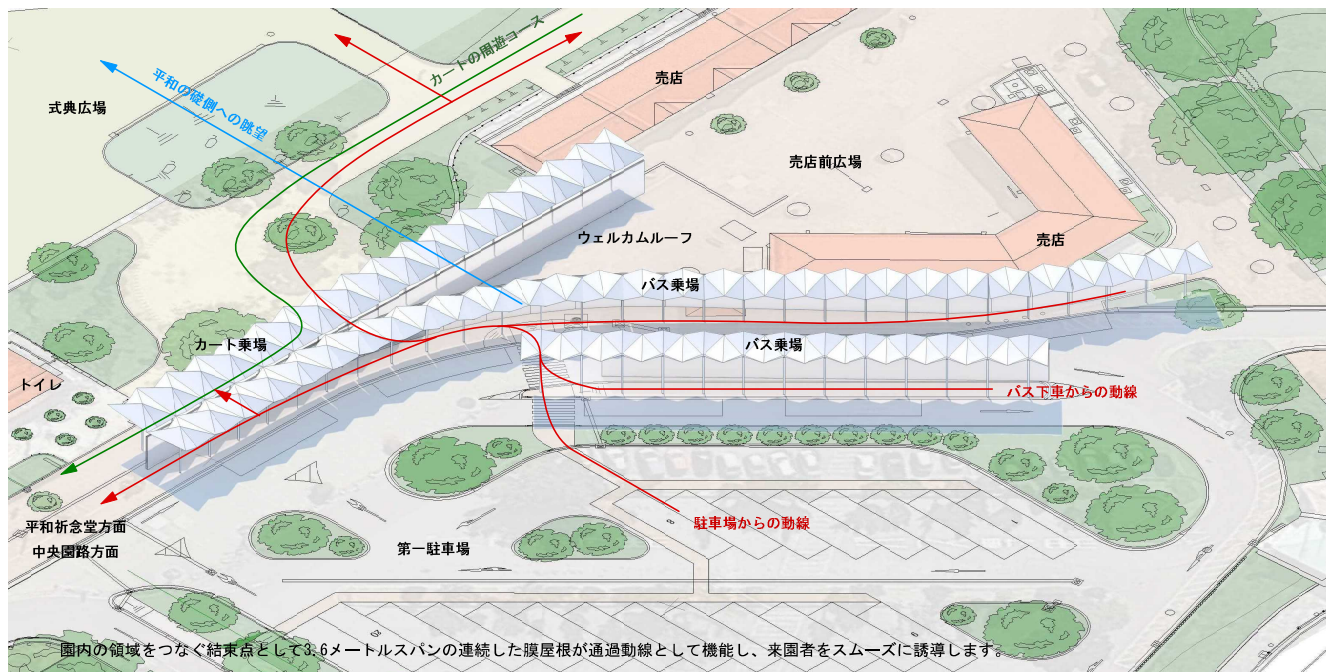 カートの周遊コース
平和の礎側への眺望
式典広場
売店
売店前広場
ウェルカムルーフ
売店
バス乗場
バス乗場
カート乗場
トイレ
バス下車からの動線
駐車場からの動線
平和祈念堂方面
中央園路方面
第一駐車場
園内の領域をつなぐ結束点として3.6メートルスパンの連続した膜屋根が通過動線として機能し、来園者をスムーズに誘導します。